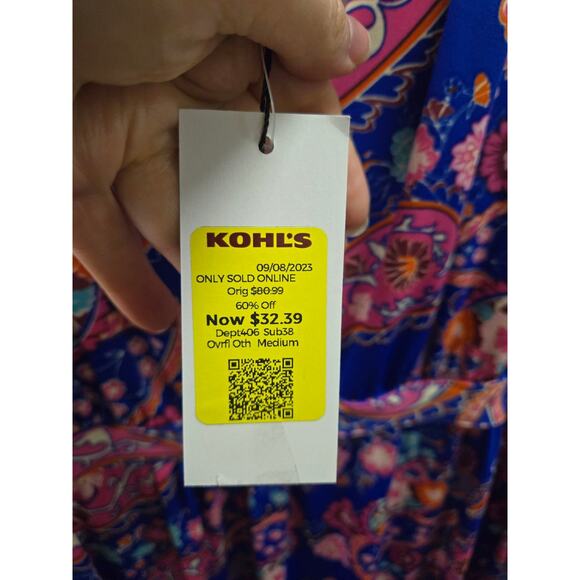 KOHL'S
09/08/2023
ONLY SOLD ONLINE
Orig $80.99
60% Off
Now $32.39
Dept406 Sub38
Ovrfl Oth Medium